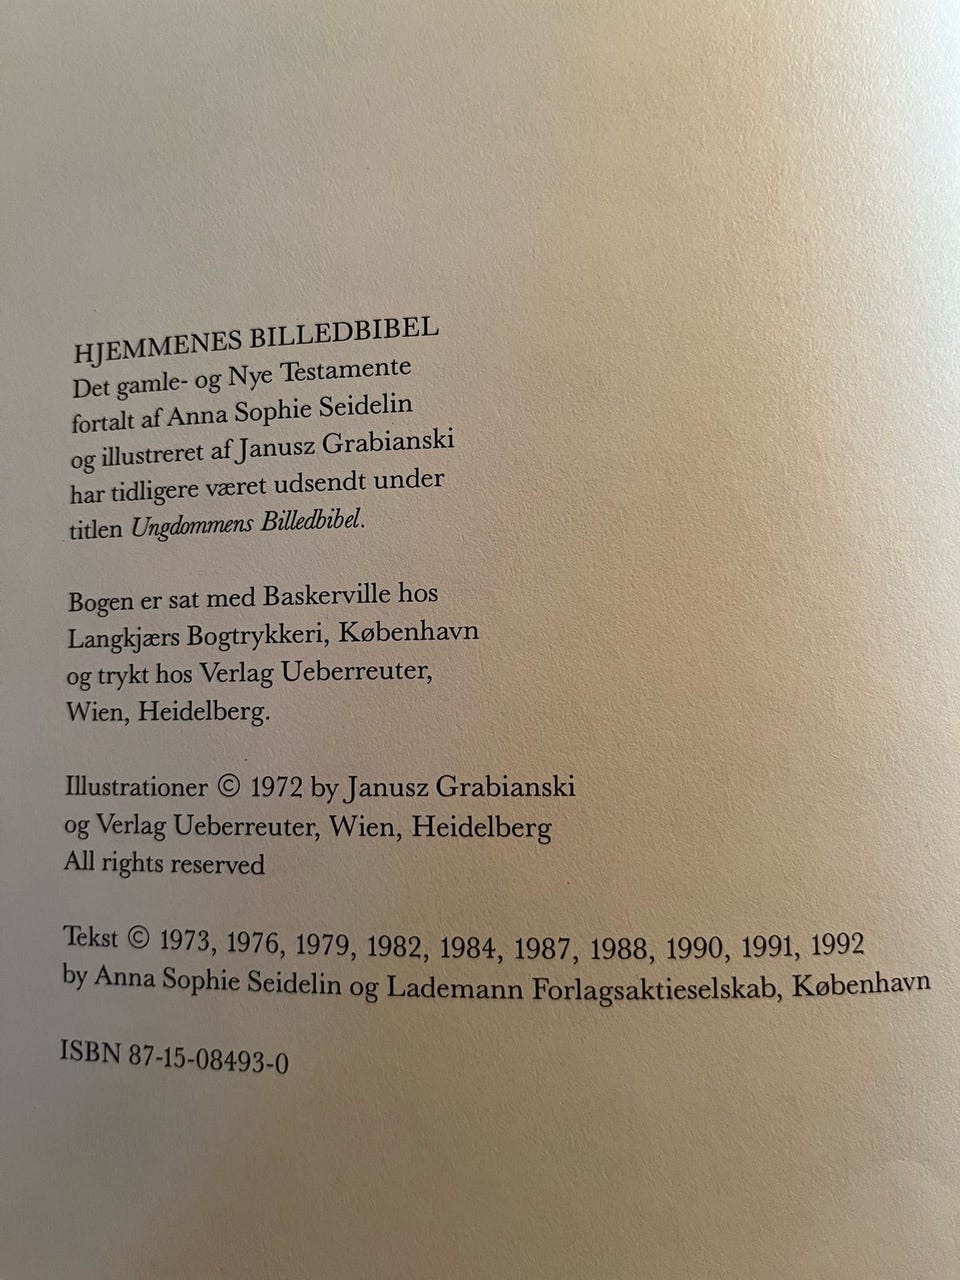 HJEMMENES BILLEDBIBEL
Det gamle- og Nye Testamente
fortalt af Anna Sophie Seidelin
og illustreret af Janusz Grabianski
har tidligere været udsendt under
titlen Ungdommens Billedbibel.
Bogen er sat med Baskerville hos
Langkjærs Bogtrykkeri, København
og trykt hos Verlag Ueberreuter,
Wien, Heidelberg.
Illustrationer © 1972 by Janusz Grabianski
og Verlag Ueberreuter, Wien, Heidelberg
All rights reserved
Tekst © 1973, 1976, 1979, 1982, 1984, 1987, 1988, 1990, 1991, 1992
by Anna Sophie Seidelin og Lademann Forlagsaktieselskab, København
ISBN 87-15-08493-0